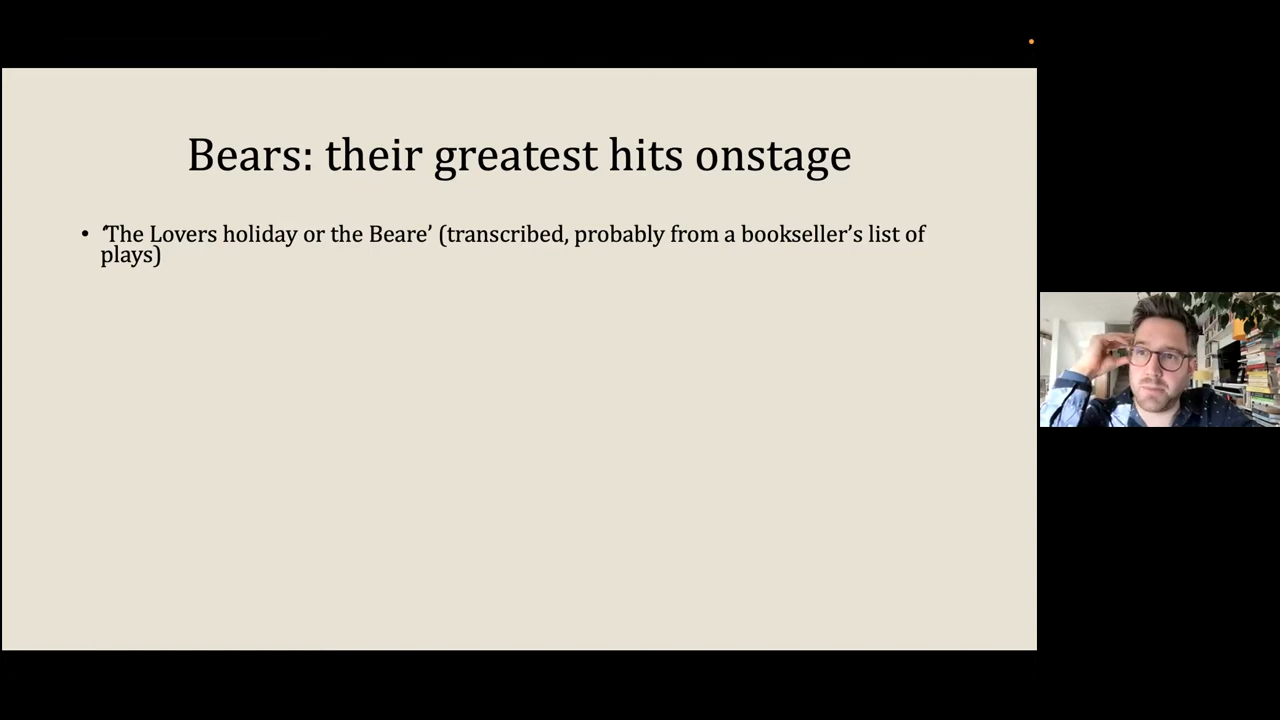 Bears: their greatest hits onstage
• ‘The Lovers holiday or the Beare’ (transcribed, probably from a bookseller’s list of
plays)